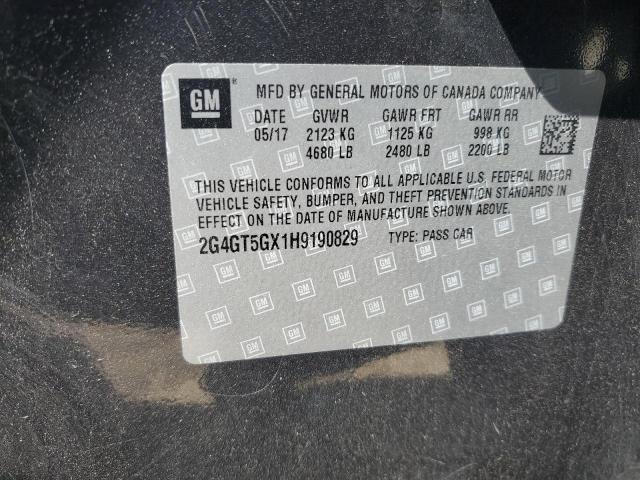 GM
MFD BY GENERAL MOTORS OF CANADA COMPANY
DATE GVWR GAWR FRT GAWR RR
05/17 2123 KG 1125 KG 998 KG
4680 LB 2480 LB 2200 LB
THIS VEHICLE CONFORMS TO ALL APPLICABLE U.S. FEDERAL MOTOR
VEHICLE SAFETY, BUMPER, AND THEFT PREVENTION STANDARDS IN
EFFECT ON THE DATE OF MANUFACTURE SHOWN ABOVE.
2G4GT5GX1H9190829 TYPE: PASS CAR